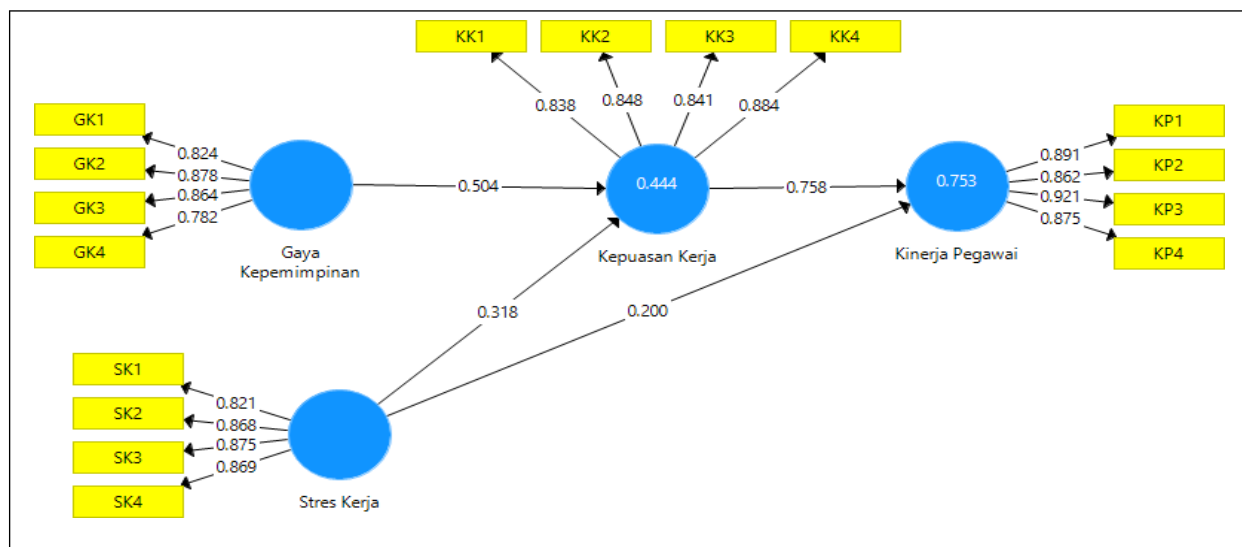 KK1
KK2
KK3
KK4
0.838
0.848
0.841
0.884
GK1
GK2
GK3
GK4
0.824
0.878
0.864
0.782
Gaya
Kepemimpinan
0.504
0.444
Kepuasan Kerja
0.758
0.753
Kinerja Pegawai
0.891
0.862
0.921
0.875
KP1
KP2
KP3
KP4
0.318
0.200
SK1
SK2
SK3
SK4
0.821
0.868
0.875
0.869
Stres Kerja